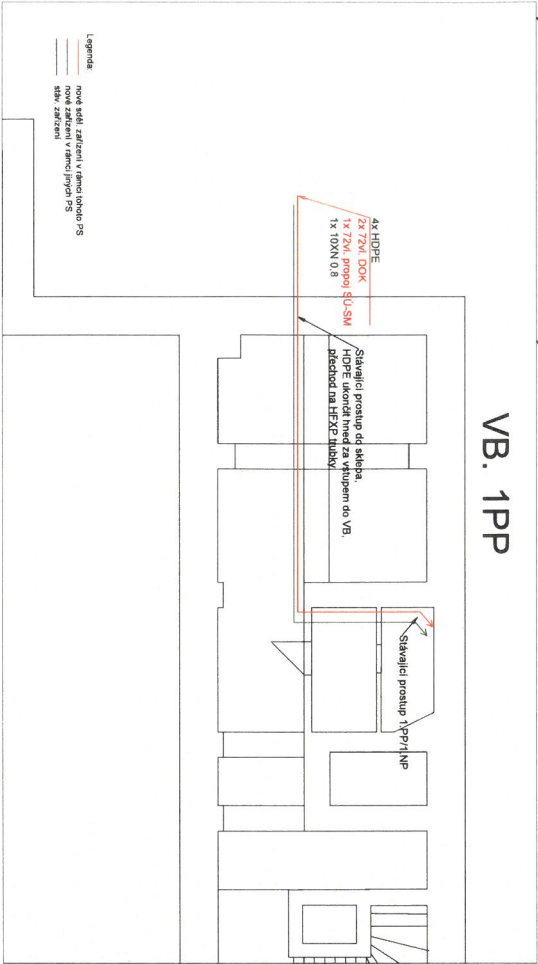 VB. 1PP
4x HDPE
2x 72vl. DOK
1x 72vl. propoj SÚ-SM
1x 10XN 0,8
Stávající prostup do sklepa,
HDPE ukončit hned za vstupem do VB,
přechod na HFXP trubky
Stávající prostup 1.PP/1.NP
Legenda:
nové sděl. zařízení v rámci tohoto PS
nové zařízení v rámci jiných PS
stáv. zařízení